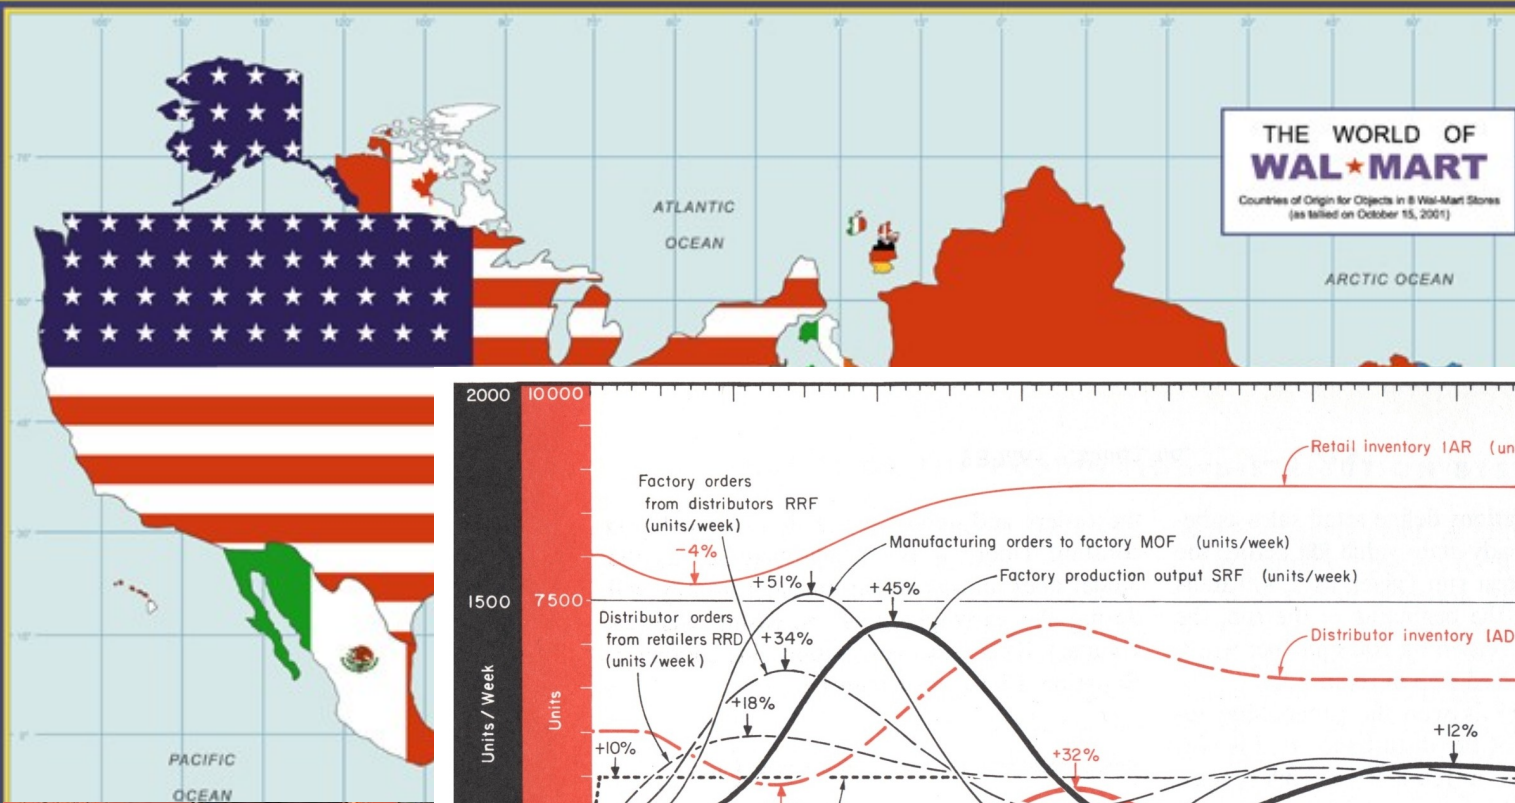 THE WORLD OF
WAL★MART
Countries of Origin for Objects in 8 Wal-Mart Stores
(as tallied on October 15, 2001)
ATLANTIC
OCEAN
ARCTIC OCEAN
PACIFIC
OCEAN
2000
10000
Retail inventory IAR (un
Factory orders
from distributors RRF
(units/week)
-4%
Manufacturing orders to factory MOF (units/week)
+51%
+45%
Factory production output SRF (units/week)
1500
7500
Distributor orders
from retailers RRD
(units/week)
+34%
Distributor inventory IAD
Units/Week
Units
+18%
+10%
+32%
+12%